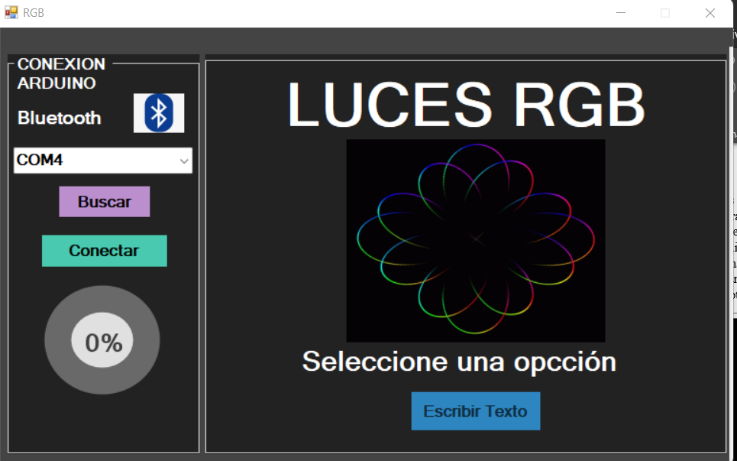 RGB
CONEXION
ARDUINO
Bluetooth
COM4
Buscar
Conectar
0%
LUCES RGB
Seleccione una opcción
Escribir Texto